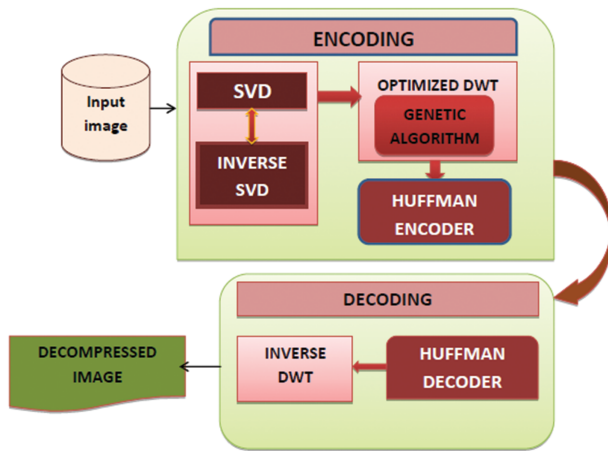 ENCODING
Input
image
SVD
INVERSE
SVD
OPTIMIZED DWT
GENETIC
ALGORITHM
HUFFMAN
ENCODER
DECODING
HUFFMAN
DECODER
INVERSE
DWT
DECOMPRESSED
IMAGE